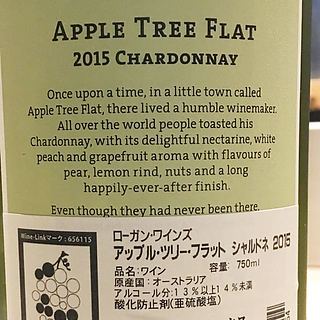 APPLE TREE FLAT
2015 CHARDONNAY
Once upon a time, in a little town called
Apple Tree Flat, there lived a humble winemaker.
All over the world people toasted his
Chardonnay, with its delightful nectarine, white
peach and grapefruit aroma with flavours of
pear, lemon rind, nuts and a long
happily-ever-after finish.
Even though they had never been there,
Wine-Linkマーク:656115
ローガン・ワインズ
アップル・ツリー・フラット シャルドネ 2015
品名:ワイン 容量: 750ml
原産国:オーストラリア
アルコール分:13%以上14%未満
酸化防止剤(亜硫酸塩)